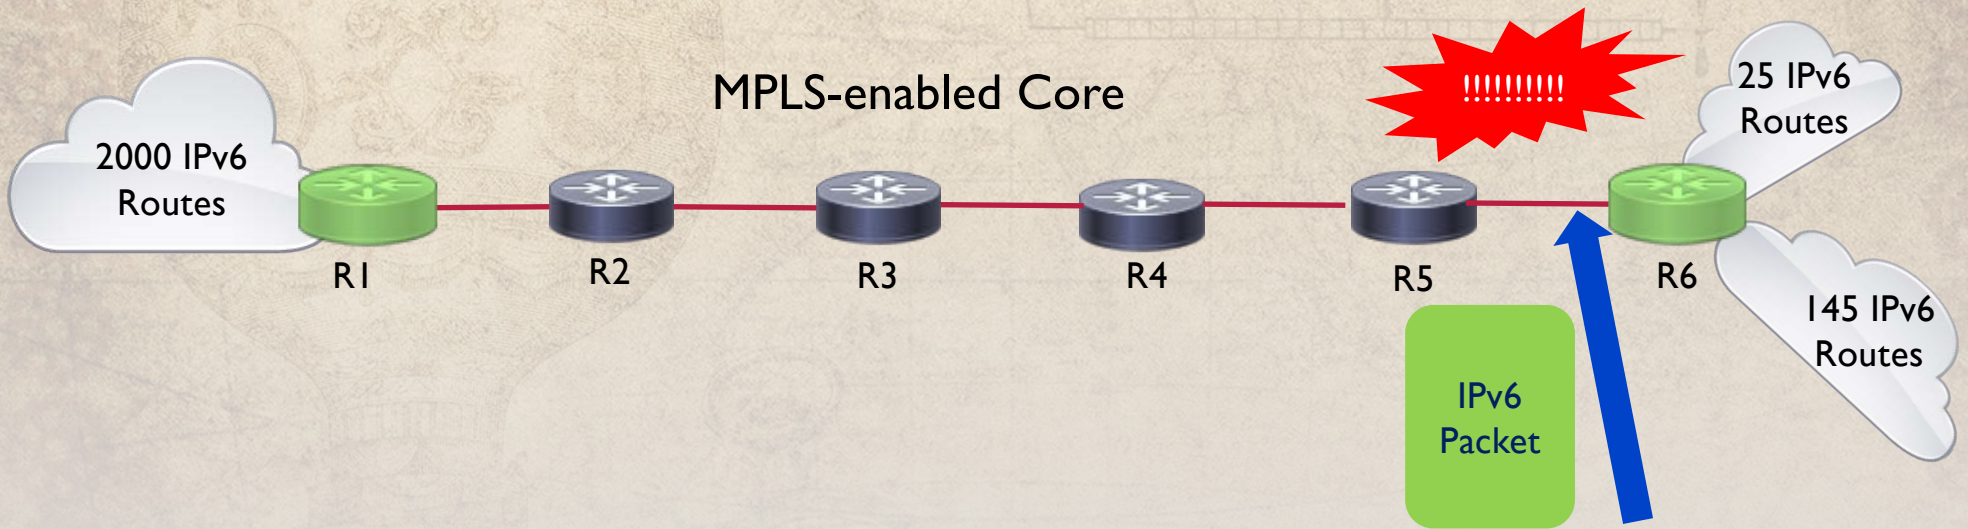 MPLS-enabled Core
!!!!!!!!!!
2000 IPv6
Routes
25 IPv6
Routes
R1
R2
R3
R4
R5
R6
145 IPv6
Routes
IPv6
Packet